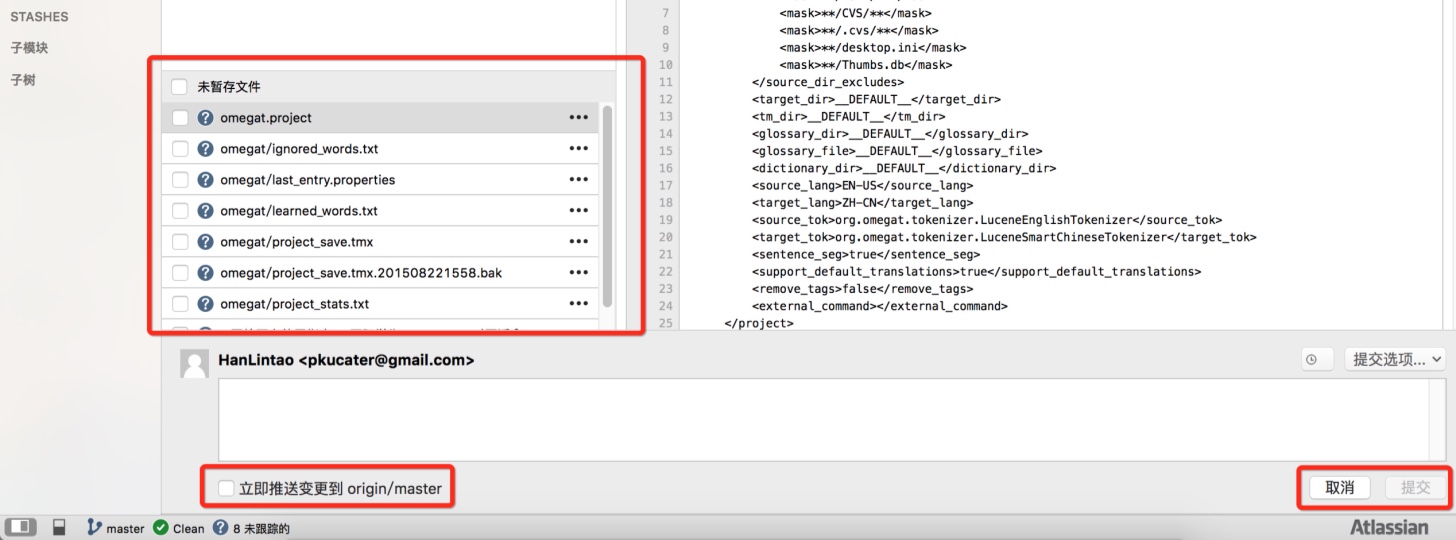 STASHES
子模块
子树
未暂存文件
omegat.project
omegat/ignored_words.txt
omegat/last_entry.properties
omegat/learned_words.txt
omegat/project_save.tmx
omegat/project_save.tmx.201508221558.bak
omegat/project_stats.txt
7 <mask>**/CVS/**</mask>
8 <mask>**/.cvs/**</mask>
9 <mask>**/desktop.ini</mask>
10 <mask>**/Thumbs.db</mask>
11 </source_dir_excludes>
12 <target_dir>__DEFAULT__</target_dir>
13 <tm_dir>__DEFAULT__</tm_dir>
14 <glossary_dir>__DEFAULT__</glossary_dir>
15 <glossary_file>__DEFAULT__</glossary_file>
16 <dictionary_dir>__DEFAULT__</dictionary_dir>
17 <source_lang>EN-US</source_lang>
18 <target_lang>ZH-CN</target_lang>
19 <source_tok>org.omegat.tokenizer.LuceneEnglishTokenizer</source_tok>
20 <target_tok>org.omegat.tokenizer.LuceneSmartChineseTokenizer</target_tok>
21 <sentence_seg>true</sentence_seg>
22 <support_default_translations>true</support_default_translations>
23 <remove_tags>false</remove_tags>
24 <external_command></external_command>
25 </project>
HanLintao <pkucater@gmail.com>
提交选项...
立即推送变更到 origin/master
取消
提交
master
Clean
8 未跟踪的
Atlassian